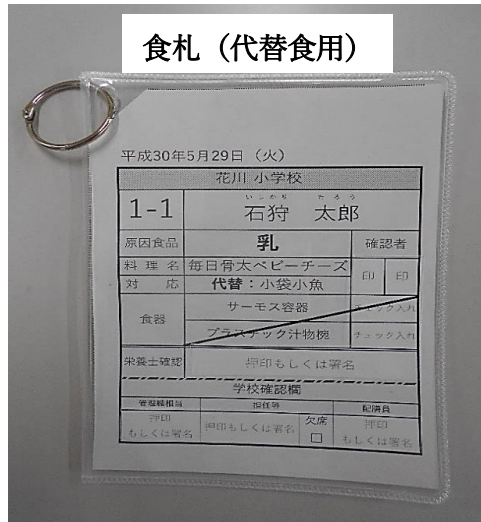 食札（代替食用）
平成30年5月29日（火）
花川 小学校
1-1 いしかり たろう
石狩 太郎
原因食品 乳 確認者
料理名 毎日骨太ベビーチーズ 印 印
対応 代替：小袋小魚
食器 サーモス容器 チェック入れ
プラスチック汁物椀 チェック入れ
栄養士確認 押印もしくは署名
学校確認欄
管理職相当 担任等 配膳員
押印 もしくは署名 押印もしくは署名 欠席 □ 押印 もしくは署名